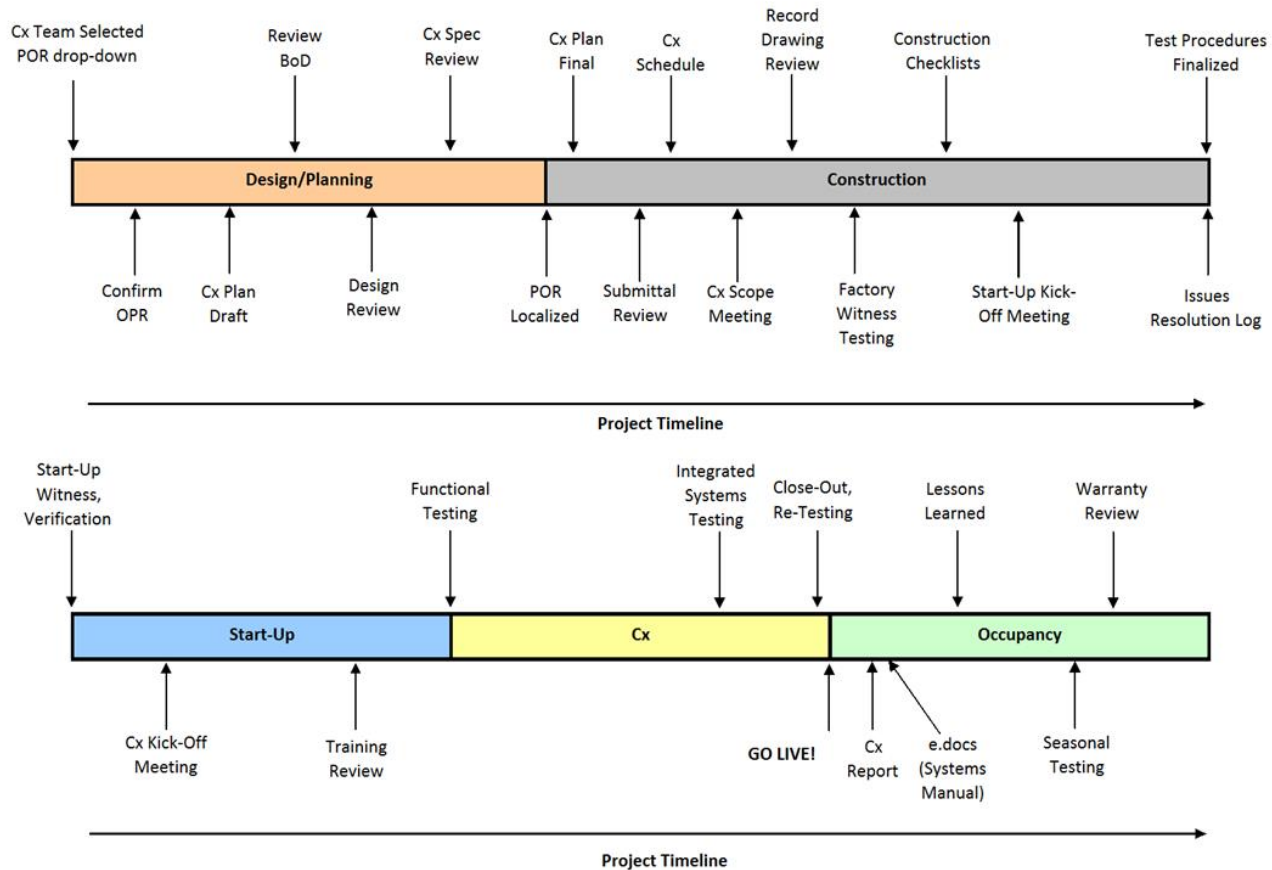 Cx Team Selected
POR drop-down
Review
BoD
Cx Spec
Review
Cx Plan
Final
Cx
Schedule
Record
Drawing
Review
Construction
Checklists
Test Procedures
Finalized
Design/Planning
Construction
Confirm
OPR
Cx Plan
Draft
Design
Review
POR
Localized
Submittal
Review
Cx Scope
Meeting
Factory
Witness
Testing
Start-Up Kick-
Off Meeting
Issues
Resolution Log
Project Timeline
Start-Up
Witness,
Verification
Functional
Testing
Integrated
Systems
Testing
Close-Out,
Re-Testing
Lessons
Learned
Warranty
Review
Start-Up
Cx
Occupancy
Cx Kick-Off
Meeting
Training
Review
GO LIVE!
Cx
Report
e.docs
(Systems
Manual)
Seasonal
Testing
Project Timeline